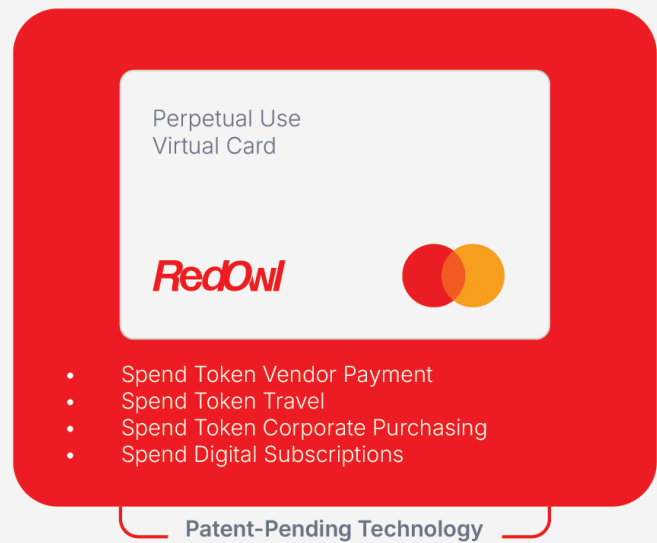 Perpetual Use
Virtual Card
RedOwl
• Spend Token Vendor Payment
• Spend Token Travel
• Spend Token Corporate Purchasing
• Spend Digital Subscriptions
Patent-Pending Technology